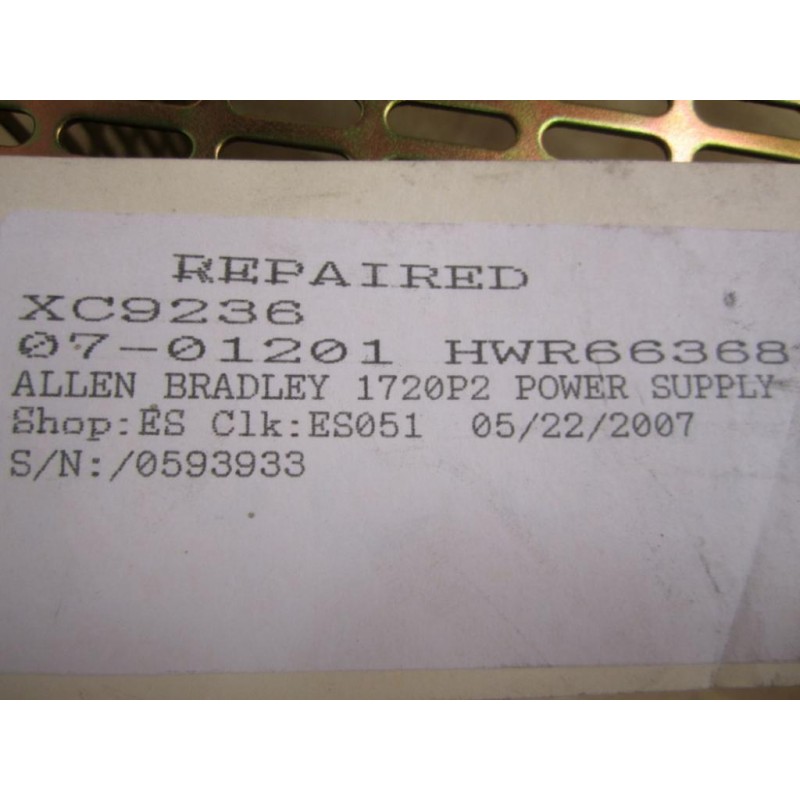 REPAIRED
XC9236
07-01201 HWR66368
ALLEN BRADLEY 1720P2 POWER SUPPLY
Shop:ES Clk:ES051 05/22/2007
S/N:/0593933